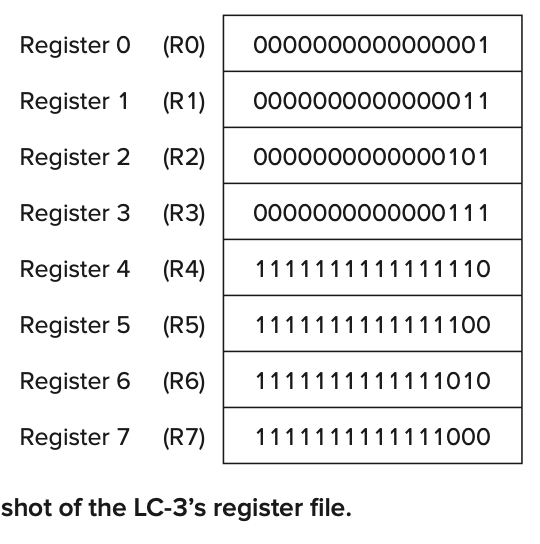 Register 0 (R0) 0000000000000001
Register 1 (R1) 0000000000000011
Register 2 (R2) 0000000000000101
Register 3 (R3) 0000000000000111
Register 4 (R4) 1111111111111110
Register 5 (R5) 1111111111111100
Register 6 (R6) 1111111111111010
Register 7 (R7) 1111111111111000
shot of the LC-3’s register file.